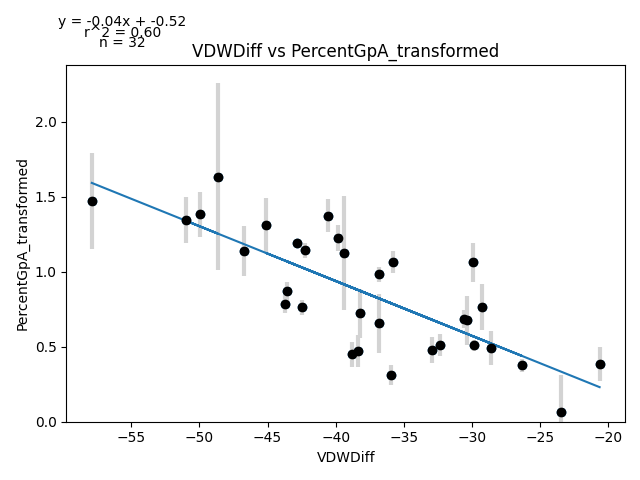 y = -0.04x + -0.52
r^2 = 0.60
n = 32
VDWDiff vs PercentGpA_transformed
PercentGpA_transformed
2.0
1.5
1.0
0.5
0.0
−55 −50 −45 −40 −35 −30 −25 −20
VDWDiff